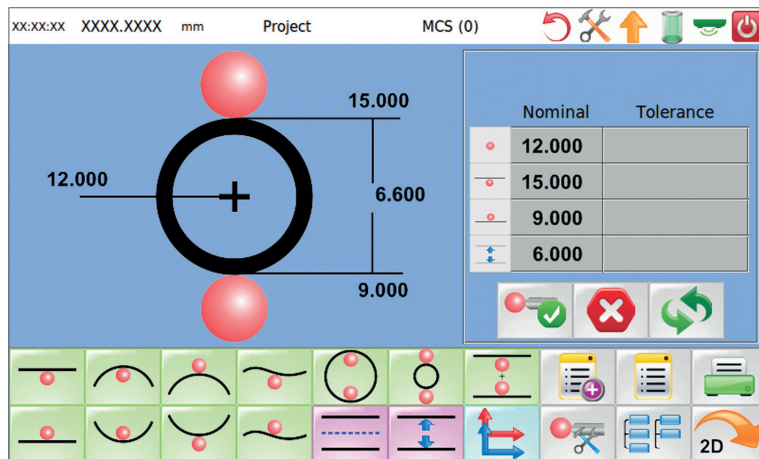 XX:XX:XX XXXX.XXXX mm Project MCS (0)
15.000
12.000
6.600
9.000
Nominal Tolerance
12.000
15.000
9.000
6.000
2D